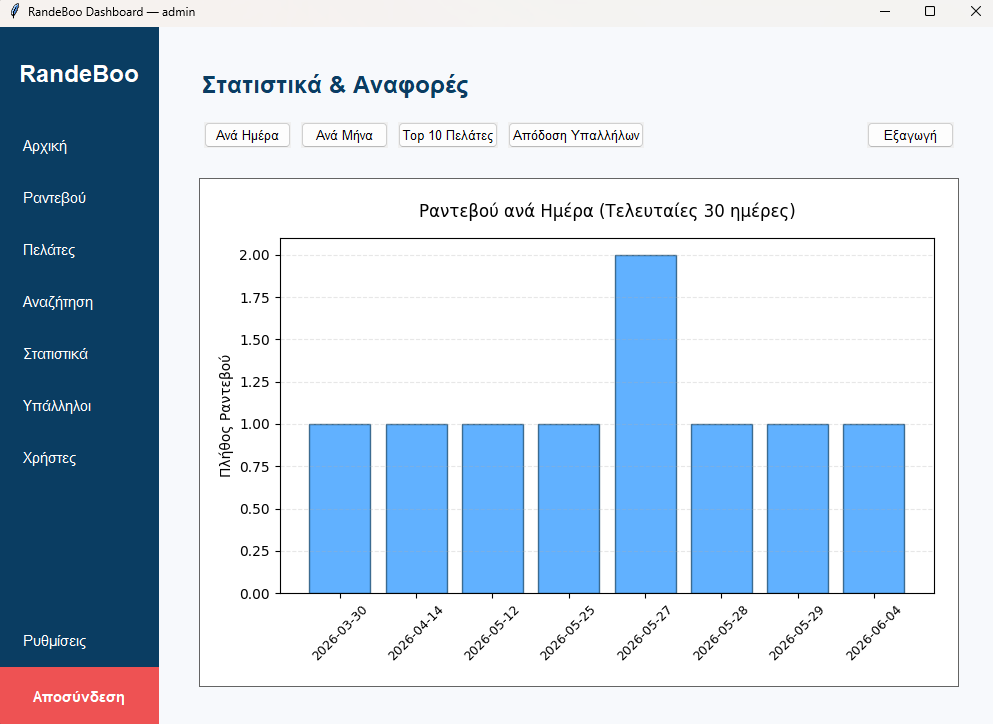 RandeBoo Dashboard — admin
RandeBoo
Αρχική
Ραντεβού
Πελάτες
Αναζήτηση
Στατιστικά
Υπάλληλοι
Χρήστες
Ρυθμίσεις
Αποσύνδεση
Στατιστικά & Αναφορές
Ανά Ημέρα
Ανά Μήνα
Top 10 Πελάτες
Απόδοση Υπαλλήλων
Εξαγωγή
Ραντεβού ανά Ημέρα (Τελευταίες 30 ημέρες)
Πλήθος Ραντεβού
2.00
1.75
1.50
1.25
1.00
0.75
0.50
0.25
0.00
2026-03-30
2026-04-14
2026-05-12
2026-05-25
2026-05-27
2026-05-28
2026-05-29
2026-06-04